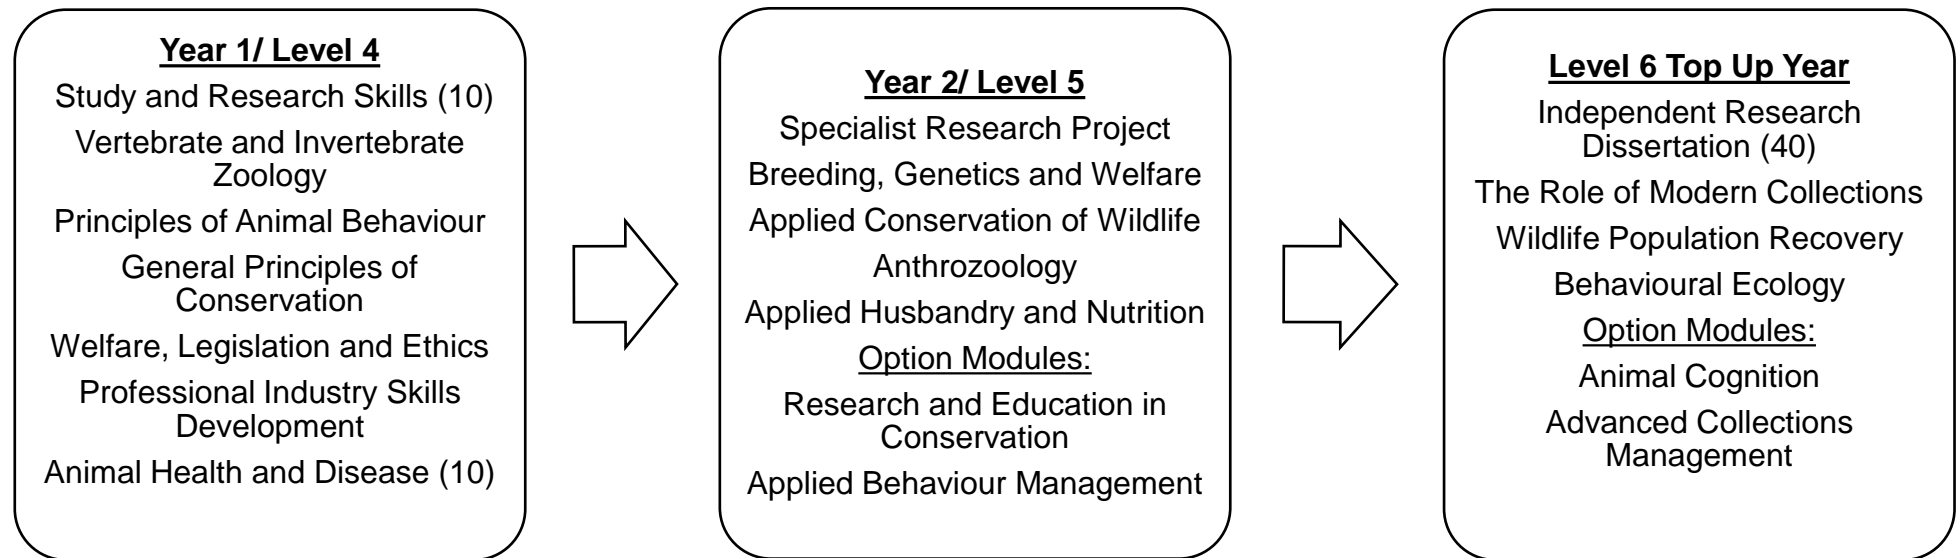 Year 1/ Level 4
Study and Research Skills (10)
Vertebrate and Invertebrate
Zoology
Principles of Animal Behaviour
General Principles of
Conservation
Welfare, Legislation and Ethics
Professional Industry Skills
Development
Animal Health and Disease (10)
Year 2/ Level 5
Specialist Research Project
Breeding, Genetics and Welfare
Applied Conservation of Wildlife
Anthrozoology
Applied Husbandry and Nutrition
Option Modules:
Research and Education in
Conservation
Applied Behaviour Management
Level 6 Top Up Year
Independent Research
Dissertation (40)
The Role of Modern Collections
Wildlife Population Recovery
Behavioural Ecology
Option Modules:
Animal Cognition
Advanced Collections
Management